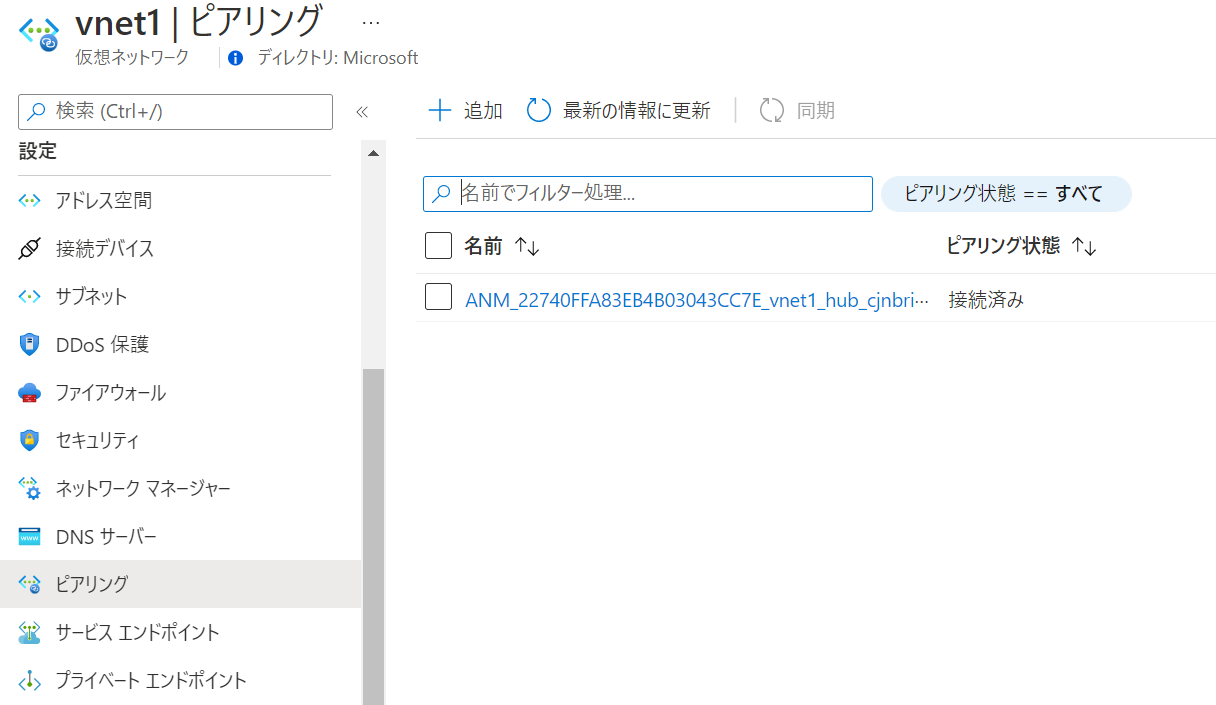 vnet1 | ピアリング …
仮想ネットワーク ディレクトリ: Microsoft
検索 (Ctrl+/)
設定
アドレス空間
接続デバイス
サブネット
DDoS 保護
ファイアウォール
セキュリティ
ネットワーク マネージャー
DNS サーバー
ピアリング
サービス エンドポイント
プライベート エンドポイント
追加 最新の情報に更新 同期
名前でフィルター処理... ピアリング状態 == すべて
名前 ピアリング状態
ANM_22740FFA83EB4B03043CC7E_vnet1_hub_cjnbri… 接続済み